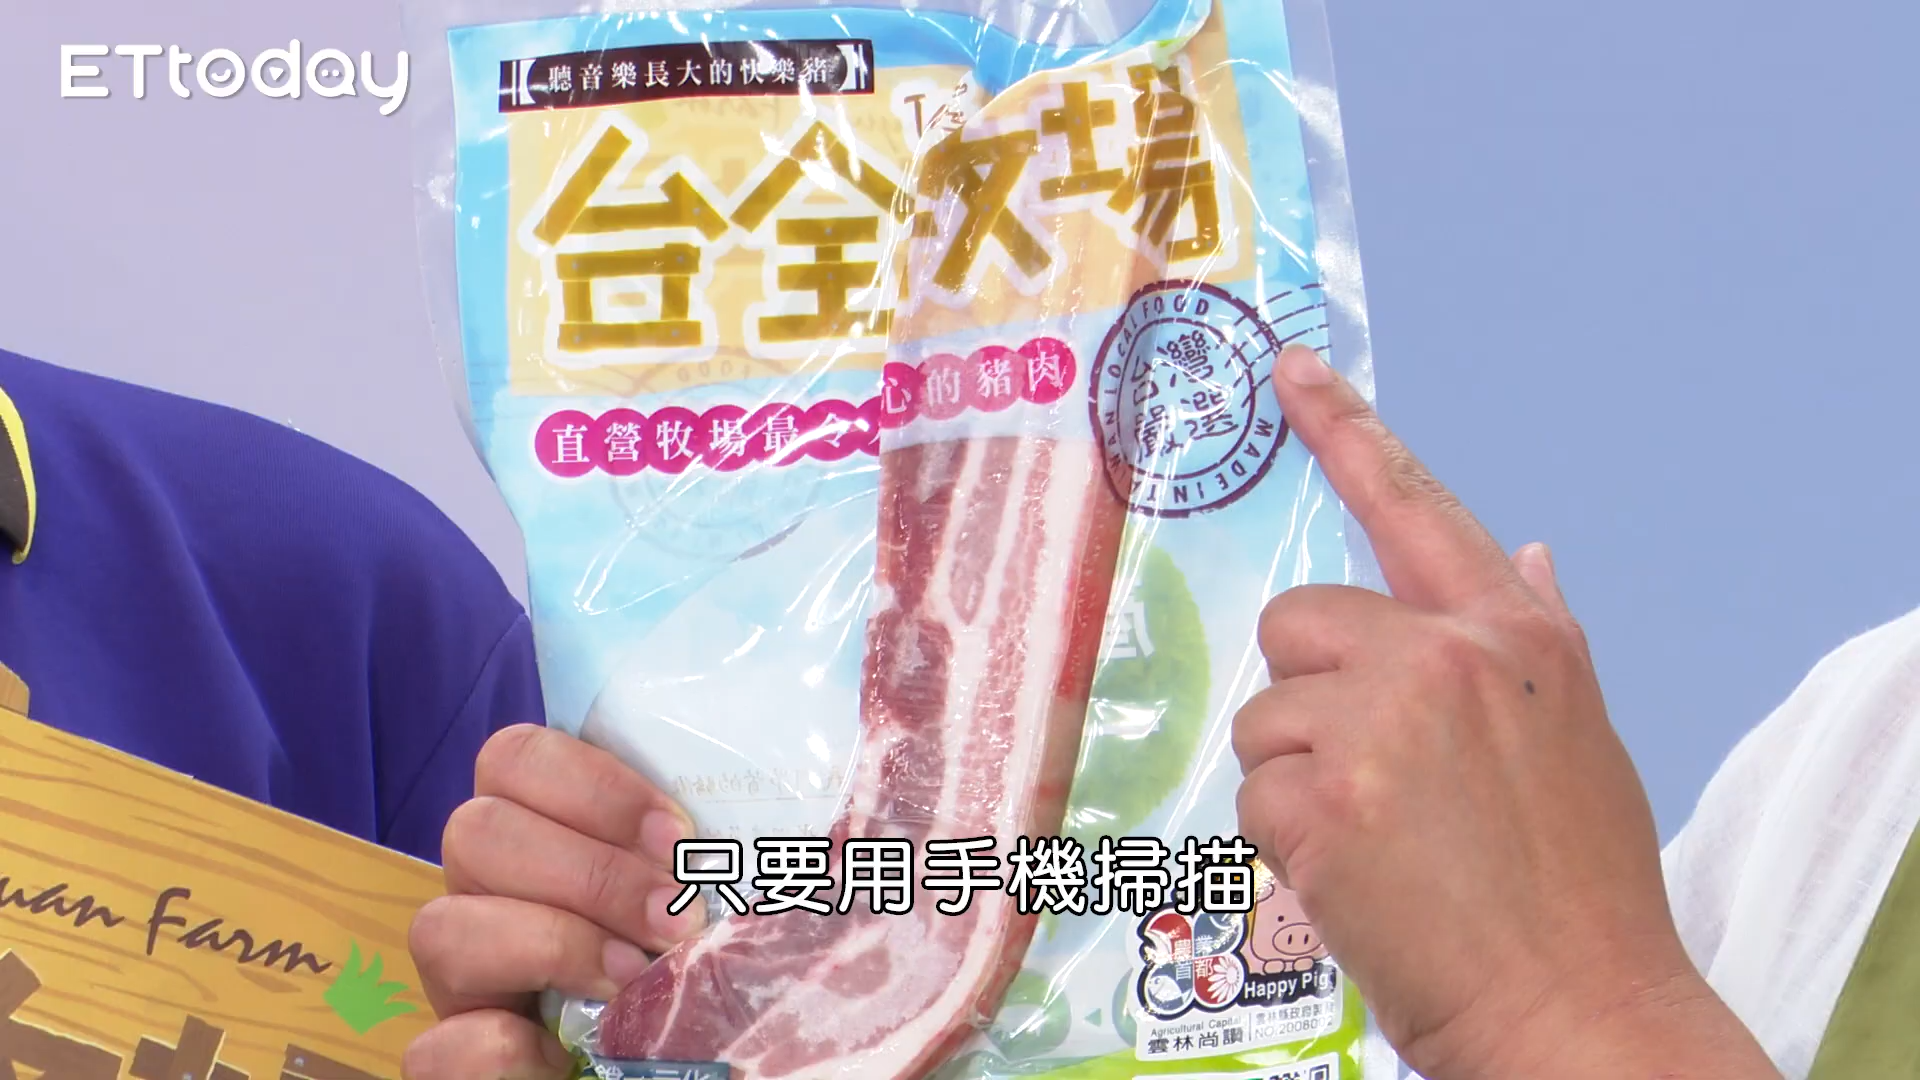 ETtoday
聽音樂長大的快樂豬
台全牧場
直營牧場最令人心的豬肉
TAIWAN LOCAL FOOD
台灣
嚴選
MADE IN
uan Farm
只要用手機掃描
農業
首都
Happy Pig
Agricultural Capital
雲林尚讚